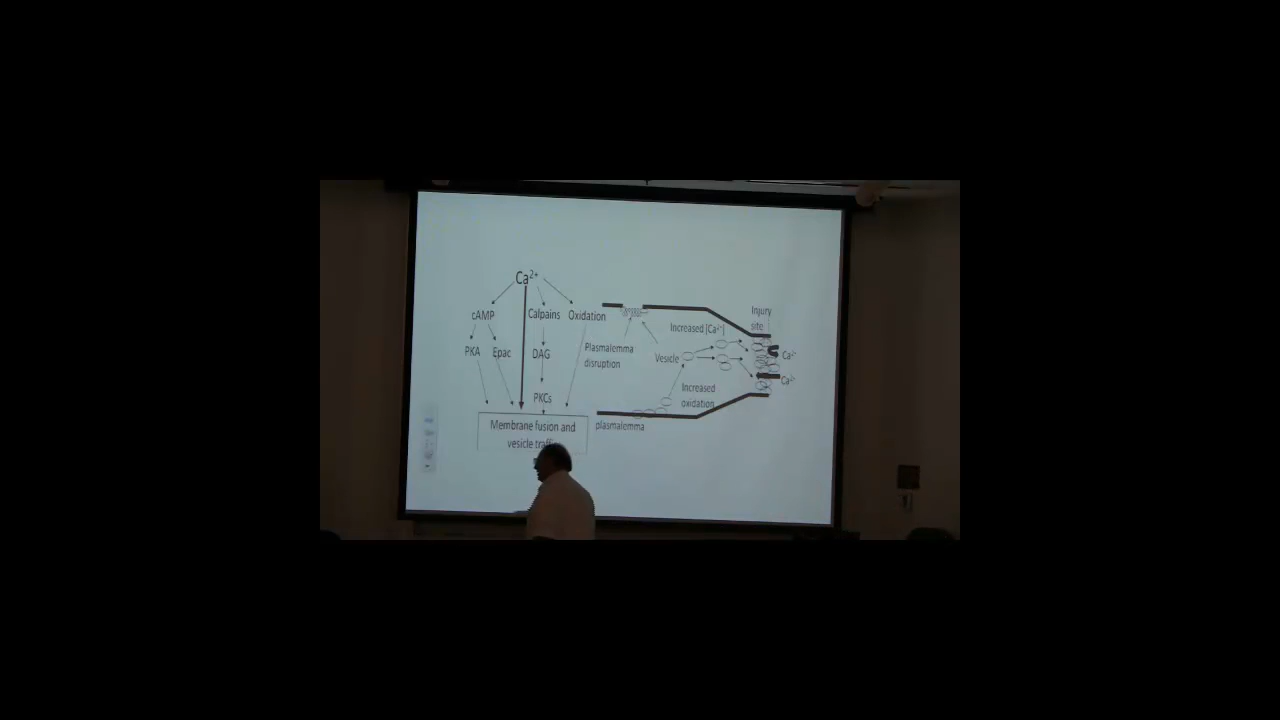 Ca2+
cAMP
Calpains
Oxidation
PKA
Epac
DAG
PKCs
Membrane fusion and
vesicle
Plasmalemma
disruption
Increased [Ca2+]
Vesicle
Increased
oxidation
plasmalemma
Injury
site
Ca2+
Ca2+